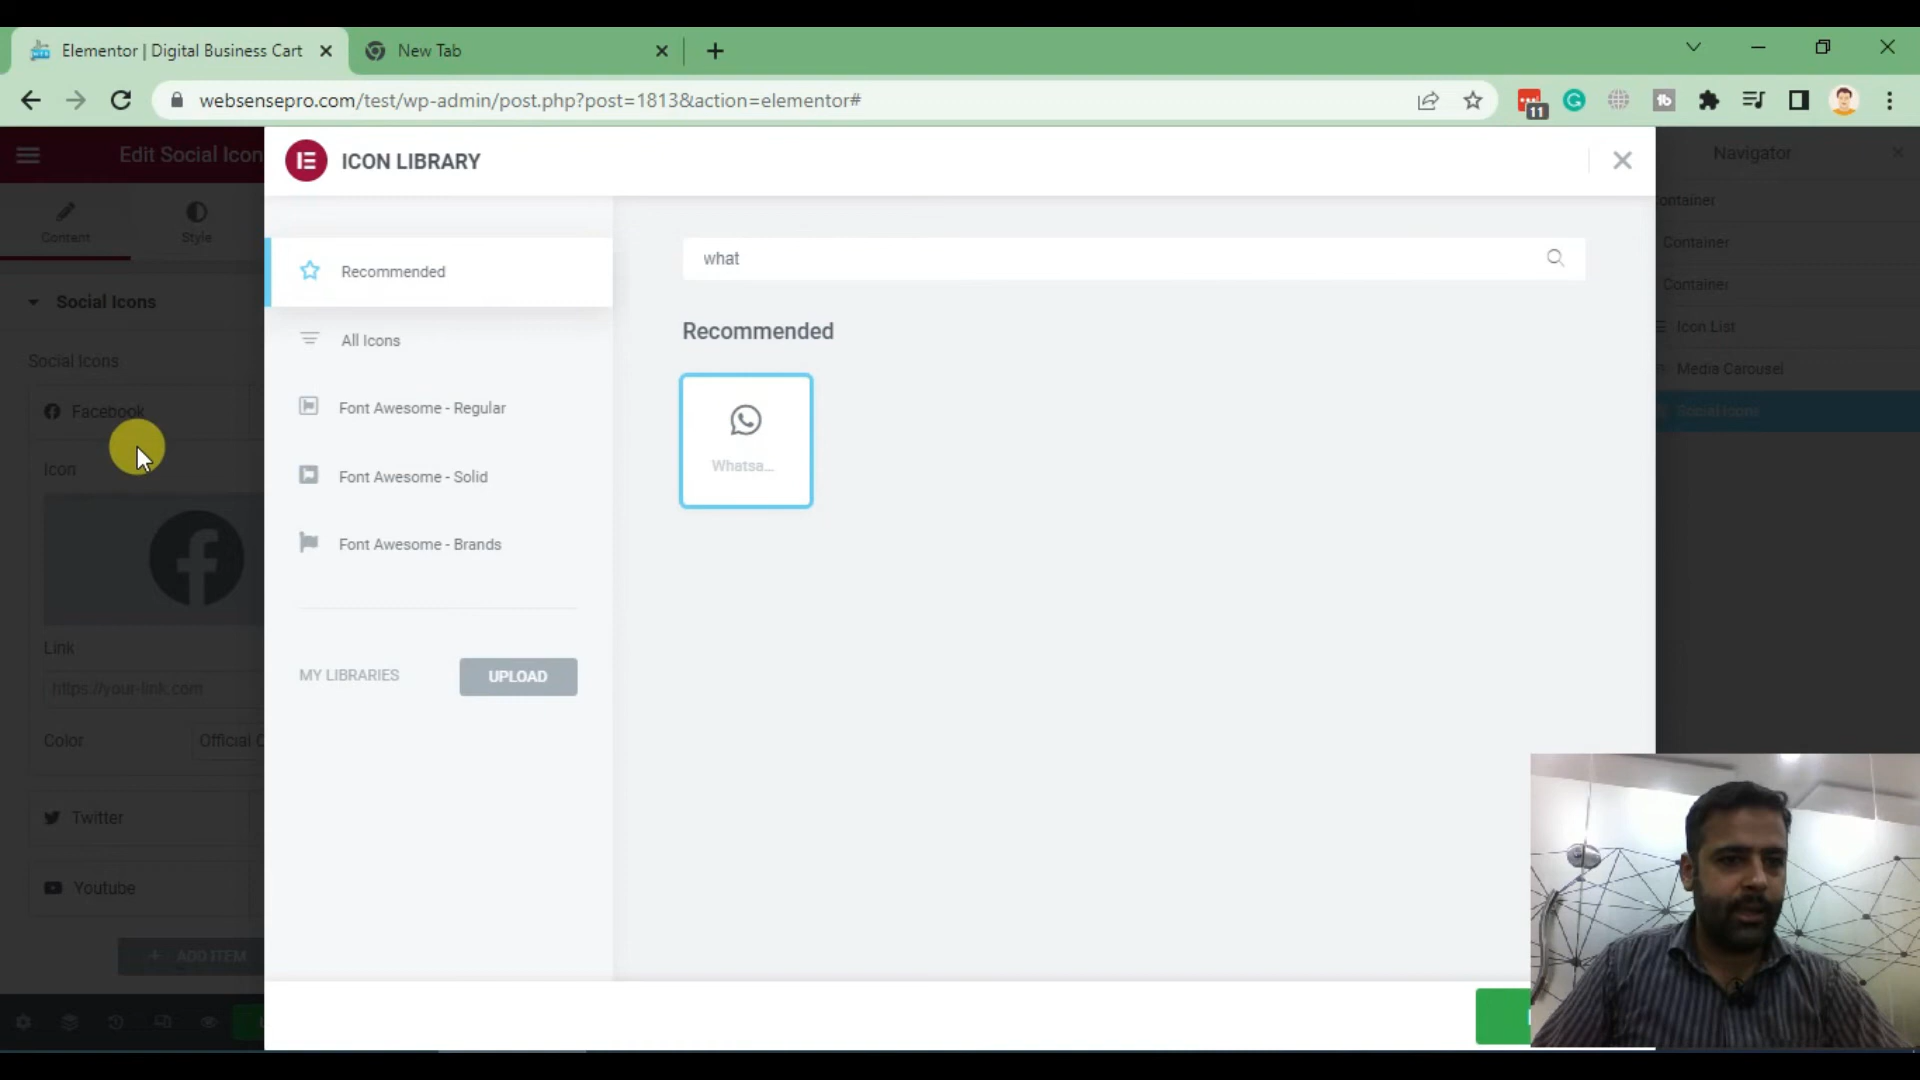 Elementor | Digital Business Cart
New Tab
websensepro.com/test/wp-admin/post.php?post=1813&action=elementor#
11
Edit Social Icon
ICON LIBRARY
Navigator
Content
Style
Recommended
what
Container
Container
Container
Social Icons
Recommended
All Icons
Icon List
Social Icons
Media Carousel
Facebook
Font Awesome - Regular
Social Icons
Icon
Whatsa...
Font Awesome - Solid
Font Awesome - Brands
Link
MY LIBRARIES
UPLOAD
https://your-link.com
Color
Official C
Twitter
Youtube
+ ADD ITEM